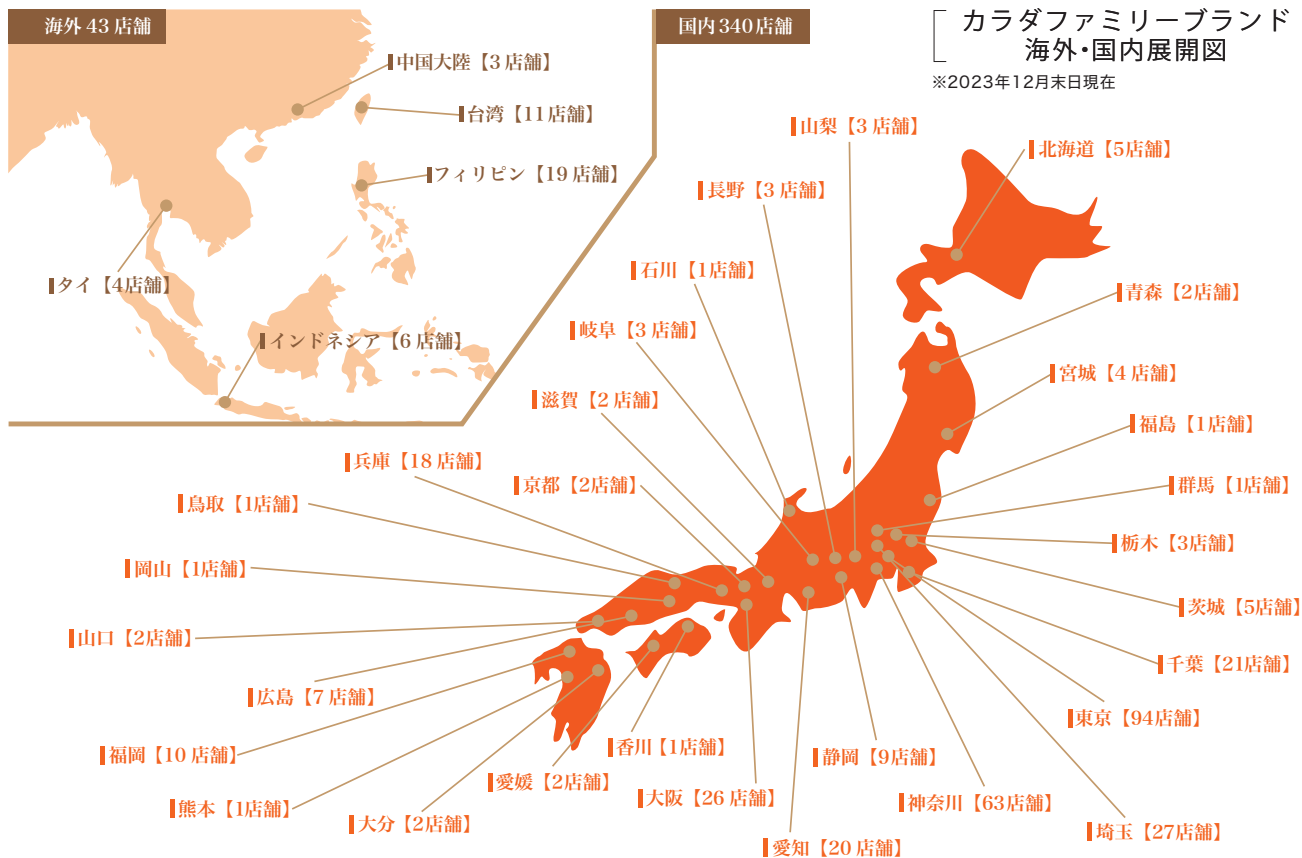 海外 43 店舗
国内 340店舗
カラダファミリーブランド
海外・国内展開図
※2023年12月末日現在
中国大陸【3 店舗】
台湾【11店舗】
フィリピン【19 店舗】
タイ【4店舗】
インドネシア【6 店舗】
山梨【3 店舗】
北海道【5店舗】
長野【3 店舗】
石川【1店舗】
青森【2店舗】
岐阜【3 店舗】
宮城【4 店舗】
滋賀【2 店舗】
福島【1店舗】
兵庫【18 店舗】
京都【2店舗】
群馬【1店舗】
鳥取【1店舗】
栃木【3店舗】
岡山【1店舗】
茨城【5店舗】
山口【2店舗】
千葉【21店舗】
広島【7 店舗】
東京【94店舗】
福岡【10 店舗】
香川【1店舗】
静岡【9店舗】
愛媛【2店舗】
大阪【26 店舗】
神奈川【63店舗】
熊本【1店舗】
大分【2店舗】
埼玉【27店舗】
愛知【20 店舗】